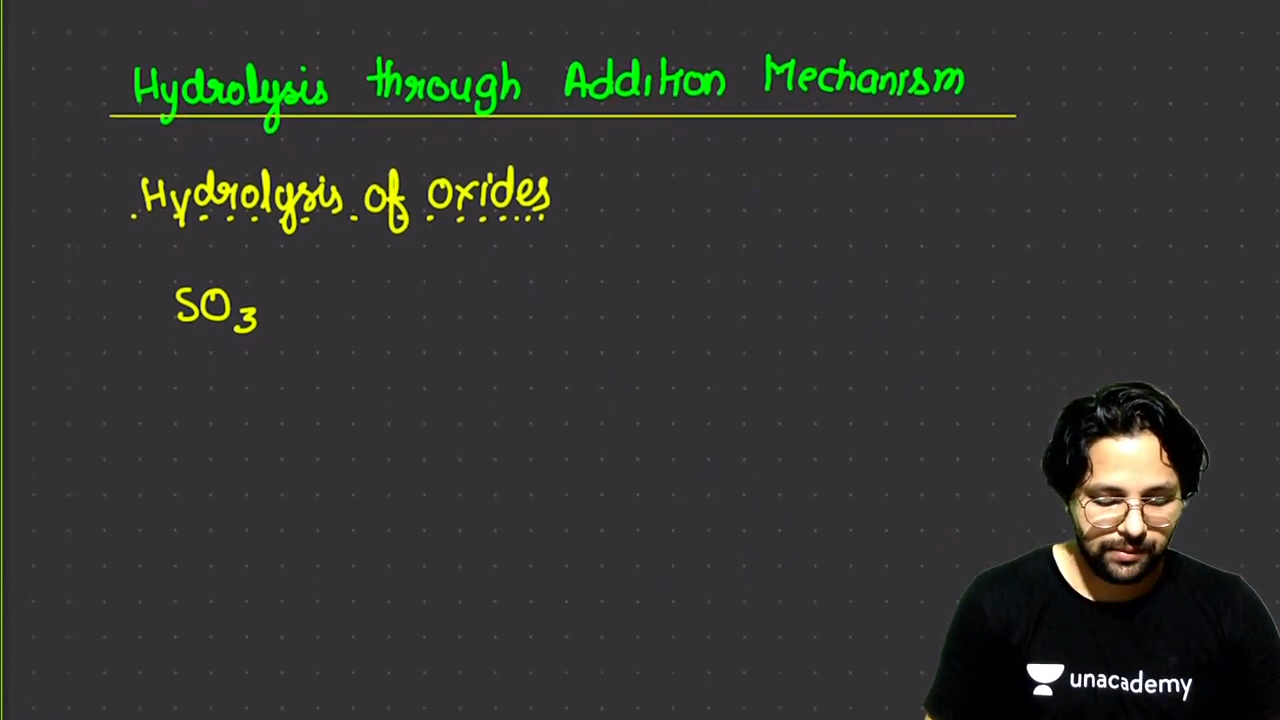 Hydrolysis through Addition Mechanism
Hydrolysis of oxides
SO₃
unacademy